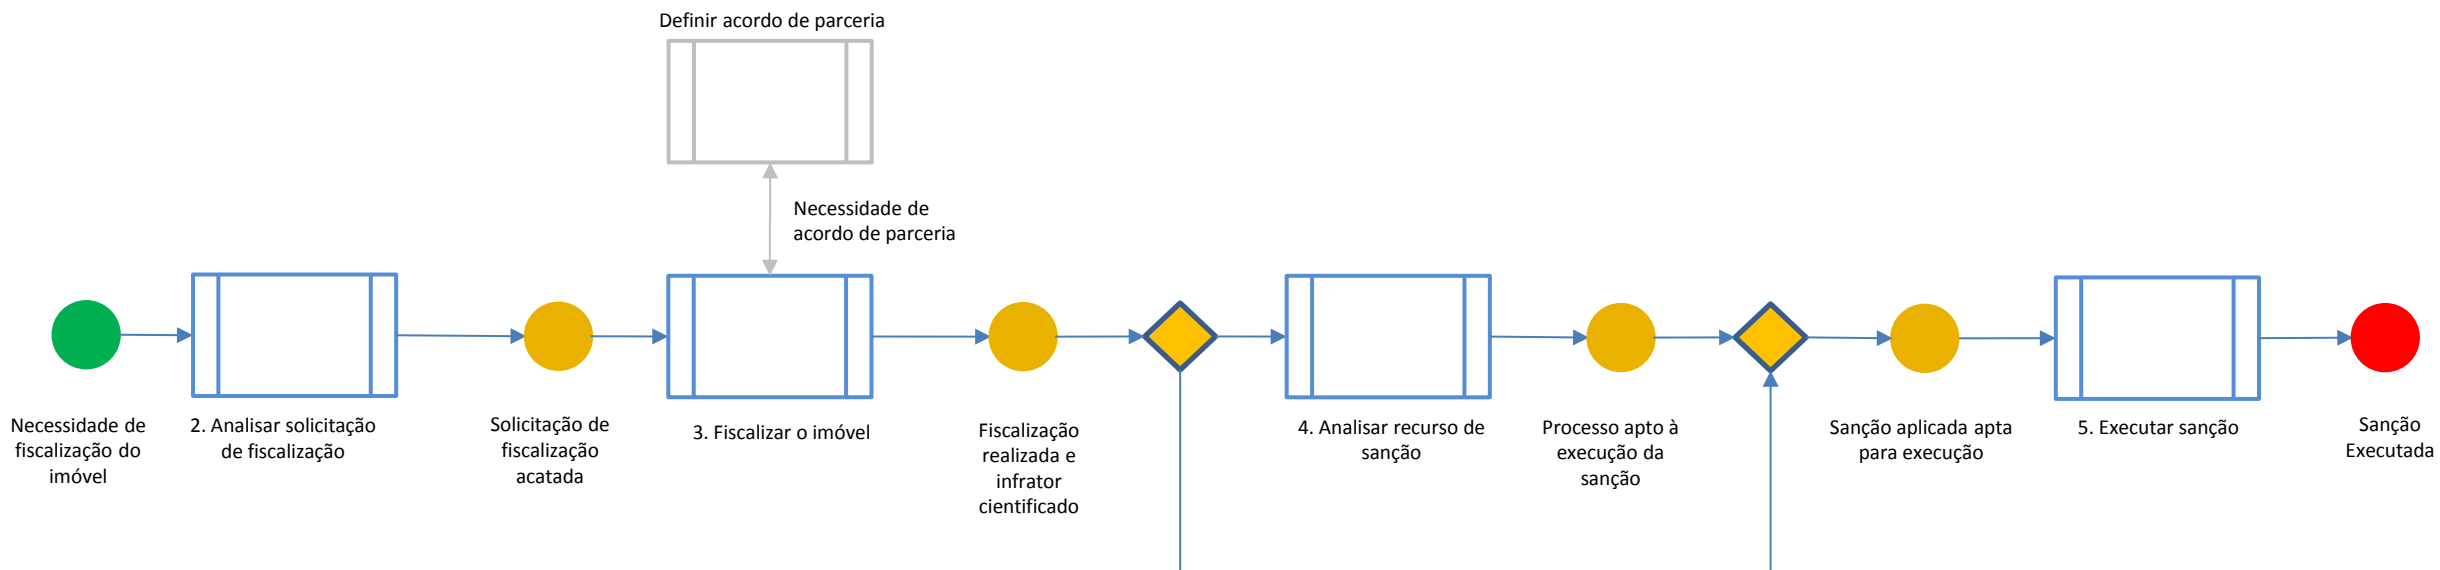 Definir acordo de parceria
Necessidade de
acordo de parceria
Necessidade de
fiscalização do
imóvel
2. Analisar solicitação
de fiscalização
Solicitação de
fiscalização
acatada
3. Fiscalizar o imóvel
Fiscalização
realizada e
infrator
cientificado
4. Analisar recurso de
sanção
Processo apto à
execução da
sanção
Sanção aplicada apta
para execução
5. Executar sanção
Sanção
Executada